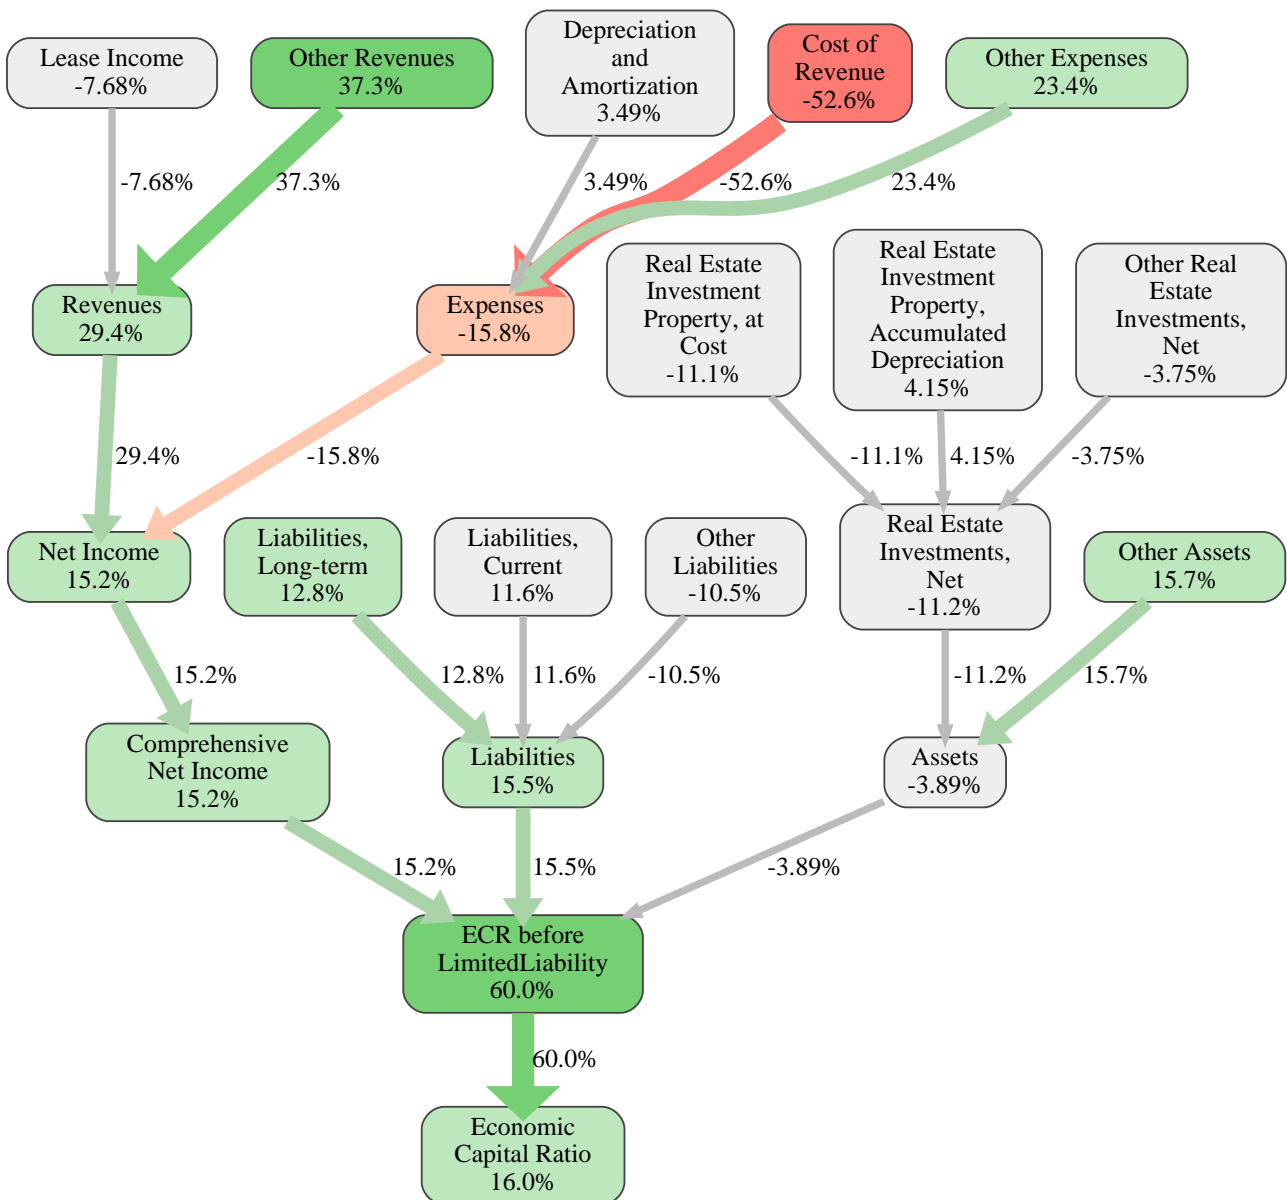 Lease Income
-7.68%
Other Revenues
37.3%
Depreciation
and
Amortization
3.49%
Cost of
Revenue
-52.6%
Other Expenses
23.4%
-7.68%
37.3%
3.49%
-52.6%
23.4%
Revenues
29.4%
Expenses
-15.8%
Real Estate
Investment
Property, at
Cost
-11.1%
Real Estate
Investment
Property,
Accumulated
Depreciation
4.15%
Other Real
Estate
Investments,
Net
-3.75%
29.4%
-15.8%
-11.1%
4.15%
-3.75%
Net Income
15.2%
Liabilities,
Long-term
12.8%
Liabilities,
Current
11.6%
Other
Liabilities
-10.5%
Real Estate
Investments,
Net
-11.2%
Other Assets
15.7%
15.2%
12.8%
11.6%
-10.5%
-11.2%
15.7%
Comprehensive
Net Income
15.2%
Liabilities
15.5%
Assets
-3.89%
15.2%
15.5%
-3.89%
ECR before
LimitedLiability
60.0%
60.0%
Economic
Capital Ratio
16.0%